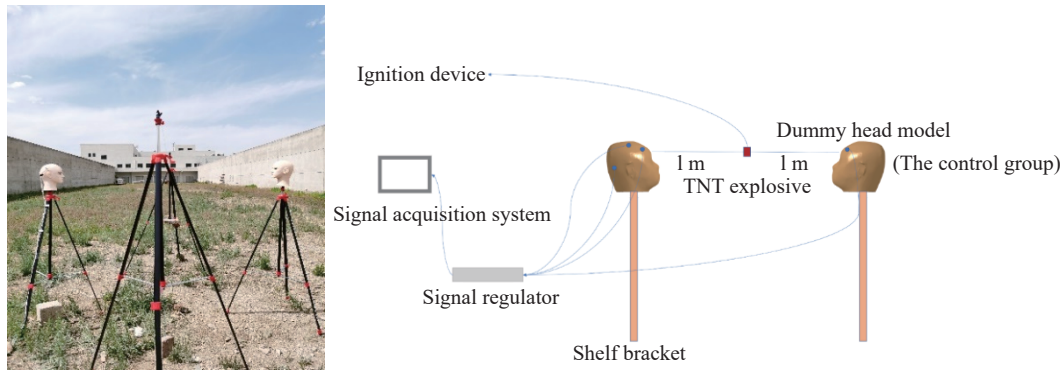 Ignition device
Dummy head model
1 m
1 m
(The control group)
TNT explosive
Signal acquisition system
Signal regulator
Shelf bracket